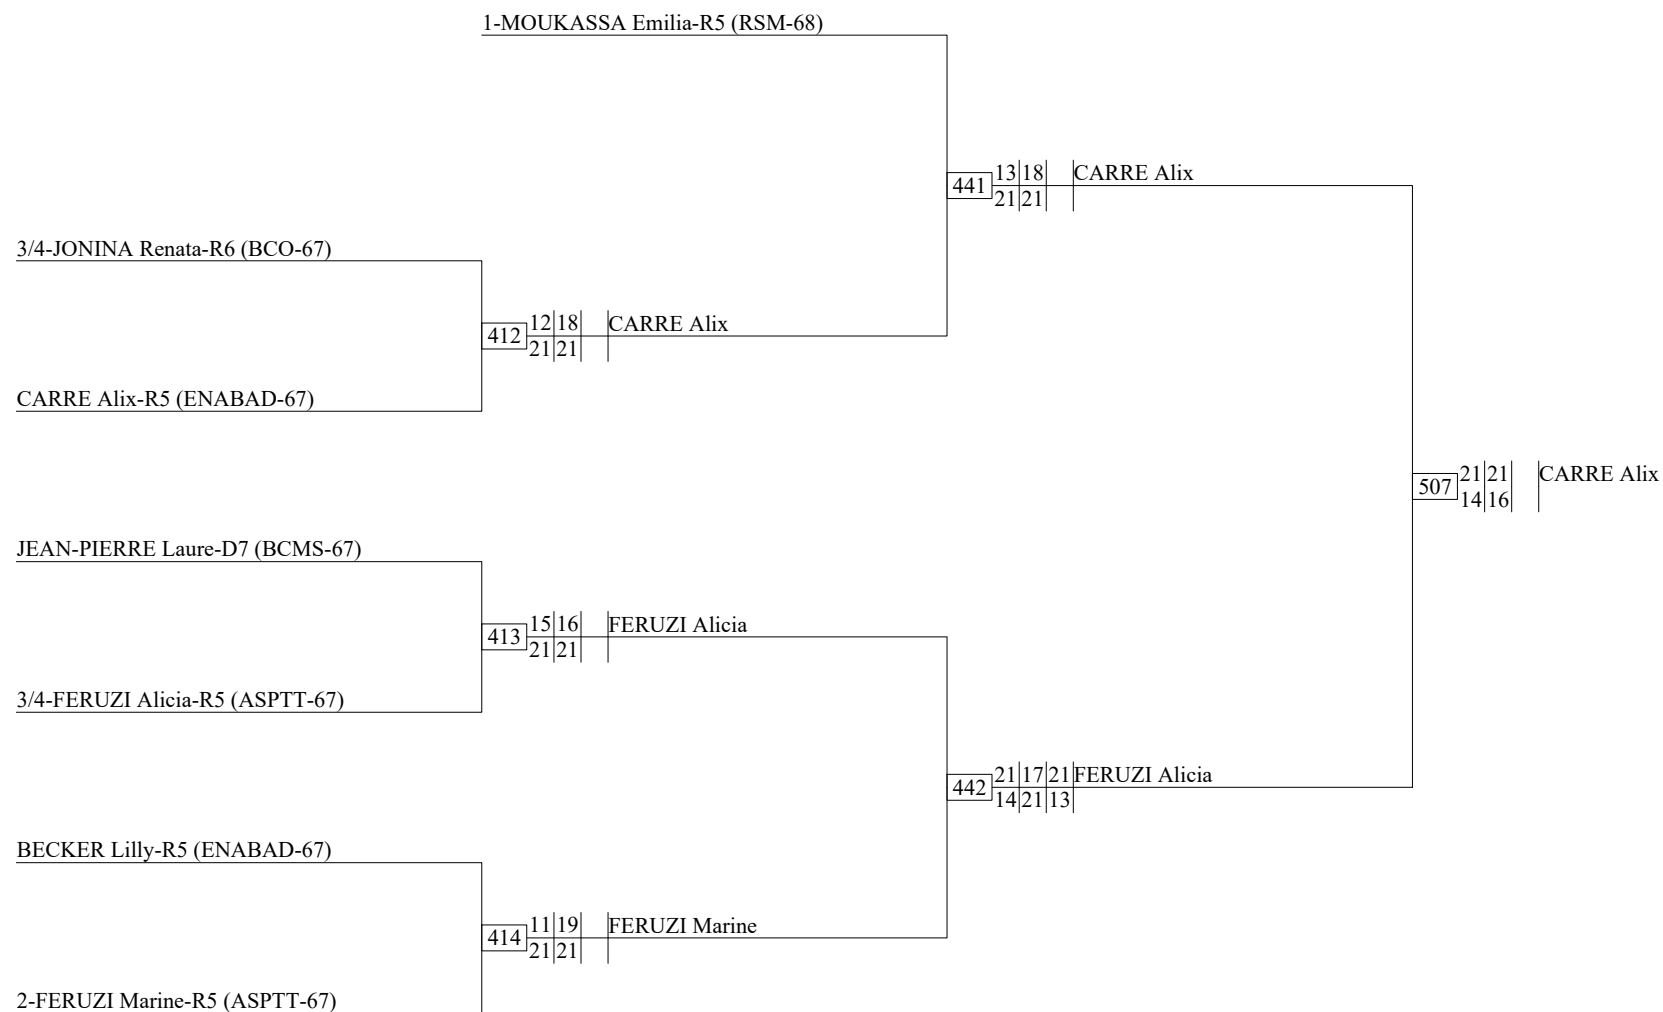 1-MOUKASSA Emilia-R5 (RSM-68)
441 13 18 CARRE Alix
21 21
3/4-JONINA Renata-R6 (BCO-67)
412 12 18 CARRE Alix
21 21
CARRE Alix-R5 (ENABAD-67)
507 21 21 CARRE Alix
14 16
JEAN-PIERRE Laure-D7 (BCMS-67)
413 15 16 FERUZI Alicia
21 21
3/4-FERUZI Alicia-R5 (ASPTT-67)
442 21 17 21 FERUZI Alicia
14 21 13
BECKER Lilly-R5 (ENABAD-67)
414 11 19 FERUZI Marine
21 21
2-FERUZI Marine-R5 (ASPTT-67)